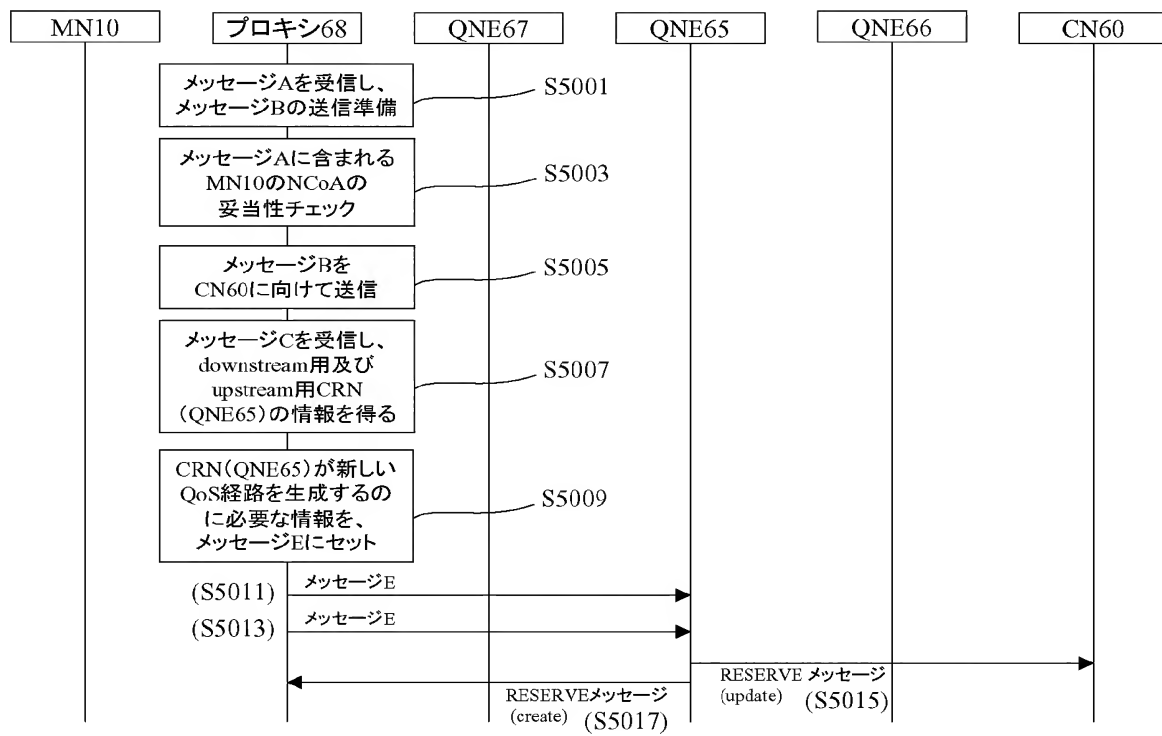 MN10
プロキシ68
QNE67
QNE65
QNE66
CN60
メッセージAを受信し、
メッセージBの送信準備
S5001
メッセージAに含まれる
MN10のNCoAの
妥当性チェック
S5003
メッセージBを
CN60に向けて送信
S5005
メッセージCを受信し、
downstream用及び
upstream用CRN
(QNE65)の情報を得る
S5007
CRN(QNE65)が新しい
QoS経路を生成するの
に必要な情報を、
メッセージEにセット
S5009
(S5011)
メッセージE
(S5013)
メッセージE
RESERVE メッセージ
(update)
(S5015)
RESERVEメッセージ
(create)
(S5017)